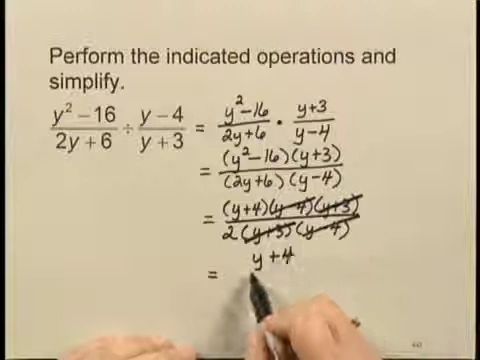 Perform the indicated operations and
simplify.
y² − 16 / 2y + 6 ÷ y − 4 / y + 3 = y² − 16 / 2y + 6 · y + 3 / y − 4
= (y² − 16)(y + 3) / (2y + 6)(y − 4)
= (y + 4)(y − 4)(y + 3) / 2(y + 3)(y − 4)
= y + 4